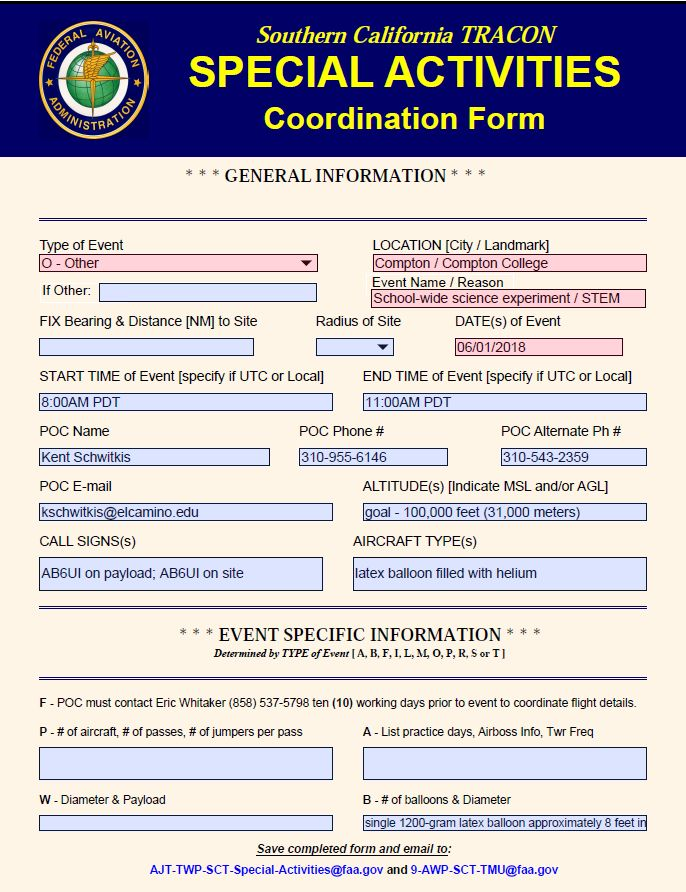 Southern California TRACON
FEDERAL AVIATION
ADMINISTRATION
SPECIAL ACTIVITIES
Coordination Form
* * * GENERAL INFORMATION * * *
Type of Event
LOCATION [City / Landmark]
O - Other
Compton / Compton College
If Other:
Event Name / Reason
School-wide science experiment / STEM
FIX Bearing & Distance [NM] to Site
Radius of Site
DATE(s) of Event
06/01/2018
START TIME of Event [specify if UTC or Local]
END TIME of Event [specify if UTC or Local]
8:00AM PDT
11:00AM PDT
POC Name
POC Phone #
POC Alternate Ph #
Kent Schwitkis
310-955-6146
310-543-2359
POC E-mail
ALTITUDE(s) [Indicate MSL and/or AGL]
kschwitkis@elcamino.edu
goal - 100,000 feet (31,000 meters)
CALL SIGNS(s)
AIRCRAFT TYPE(s)
AB6UI on payload; AB6UI on site
latex balloon filled with helium
* * * EVENT SPECIFIC INFORMATION * * *
Determined by TYPE of Event [ A, B, F, I, L, M, O, P, R, S or T ]
F - POC must contact Eric Whitaker (858) 537-5798 ten (10) working days prior to event to coordinate flight details.
P - # of aircraft, # of passes, # of jumpers per pass
A - List practice days, Airboss Info, Twr Freq
W - Diameter & Payload
B - # of balloons & Diameter
single 1200-gram latex balloon approximately 8 feet in
Save completed form and email to:
AJT-TWP-SCT-Special-Activities@faa.gov and 9-AWP-SCT-TMU@faa.gov